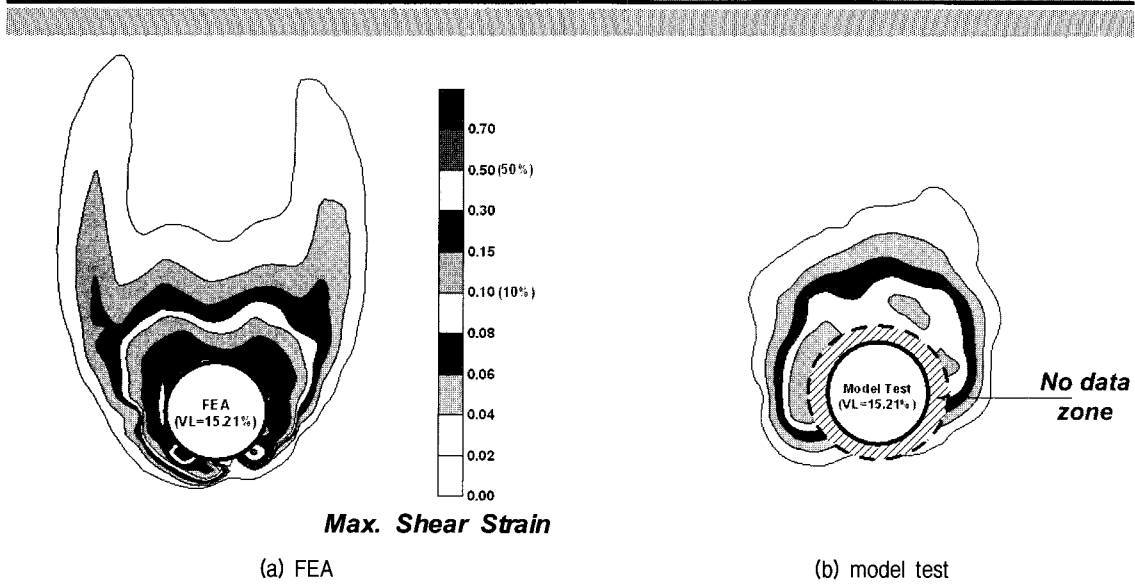 0.70
0.50 (50%)
0.30
0.15
0.10 (10%)
0.08
0.06
0.04
0.02
0.00
FEA
(VL=15.21%)
Max. Shear Strain
Model Test
(VL=15.21%)
No data
zone
(a) FEA
(b) model test